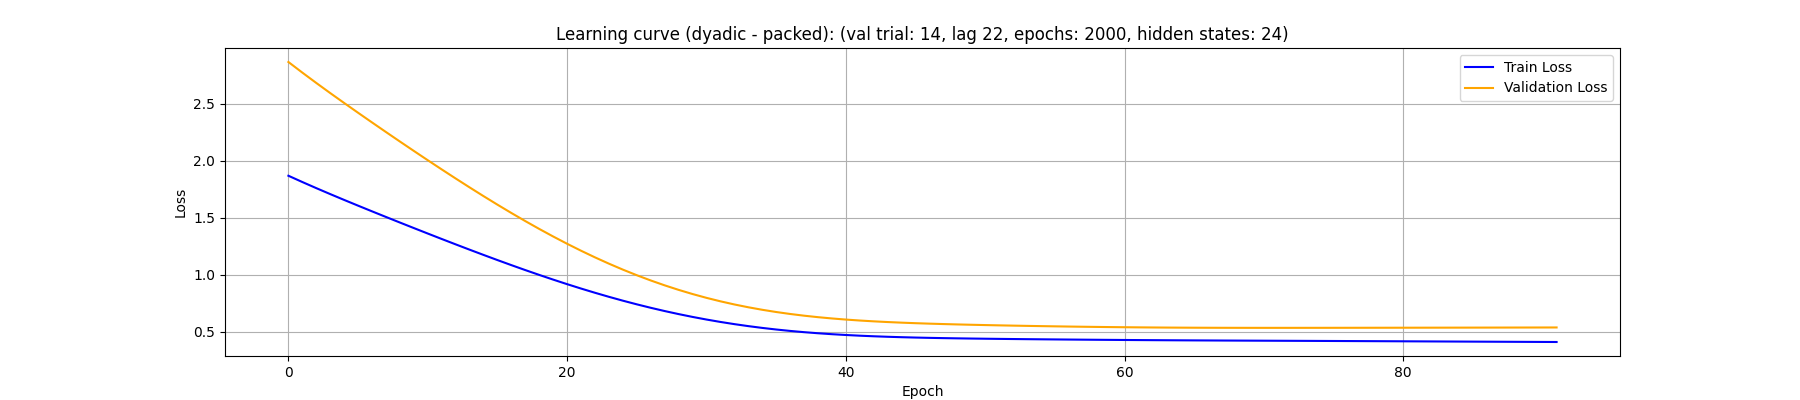 Learning curve (dyadic - packed): (val trial: 14, lag 22, epochs: 2000, hidden states: 24)
Train Loss
Validation Loss
Loss
2.5
2.0
1.5
1.0
0.5
0 20 40 60 80
Epoch